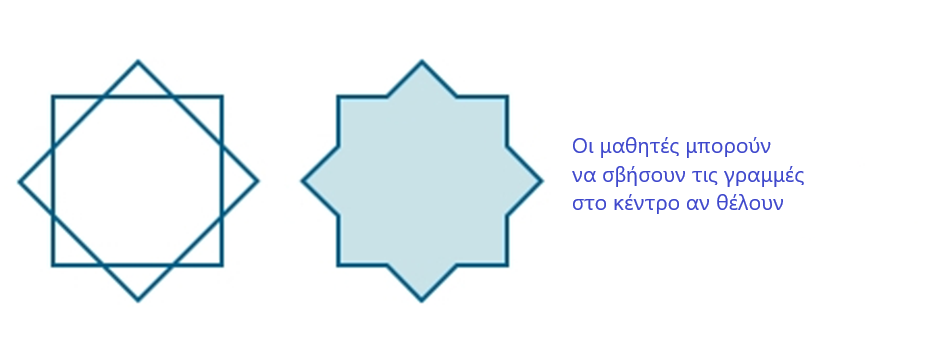 Οι μαθητές μπορούν
να σβήσουν τις γραμμές
στο κέντρο αν θέλουν